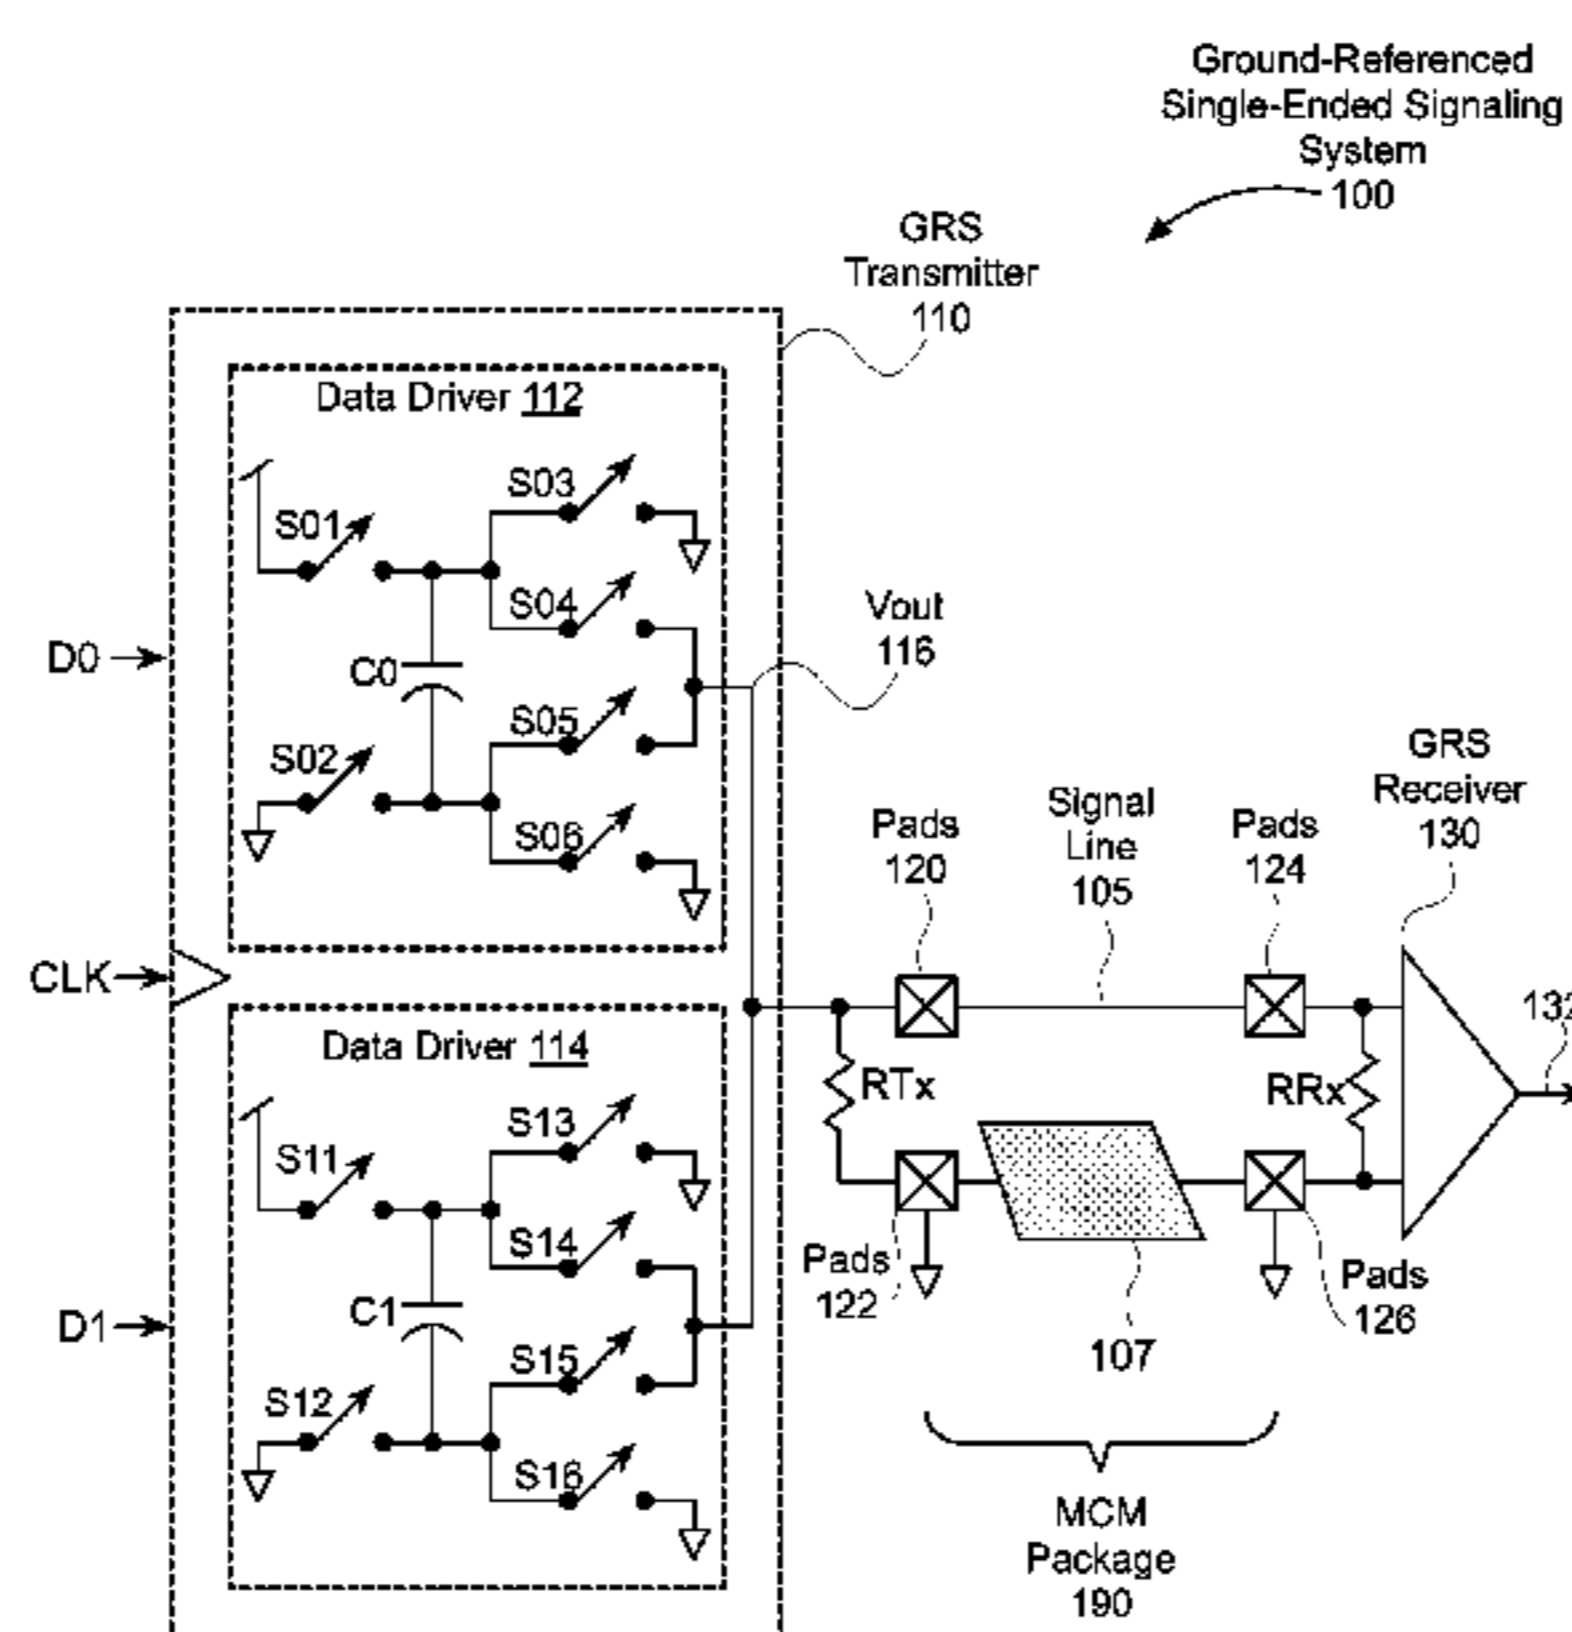 Ground-Referenced
Single-Ended Signaling
System
100
GRS
Transmitter
110
Data Driver 112
S03
S01
S04
Vout
116
D0
C0
S05
S02
S06
GRS
Receiver
130
Pads
120
Signal
Line
105
Pads
124
CLK
132
Data Driver 114
RTx
RRx
S13
S11
S14
Pads
122
Pads
126
D1
C1
S15
107
S12
S16
MCM
Package
190